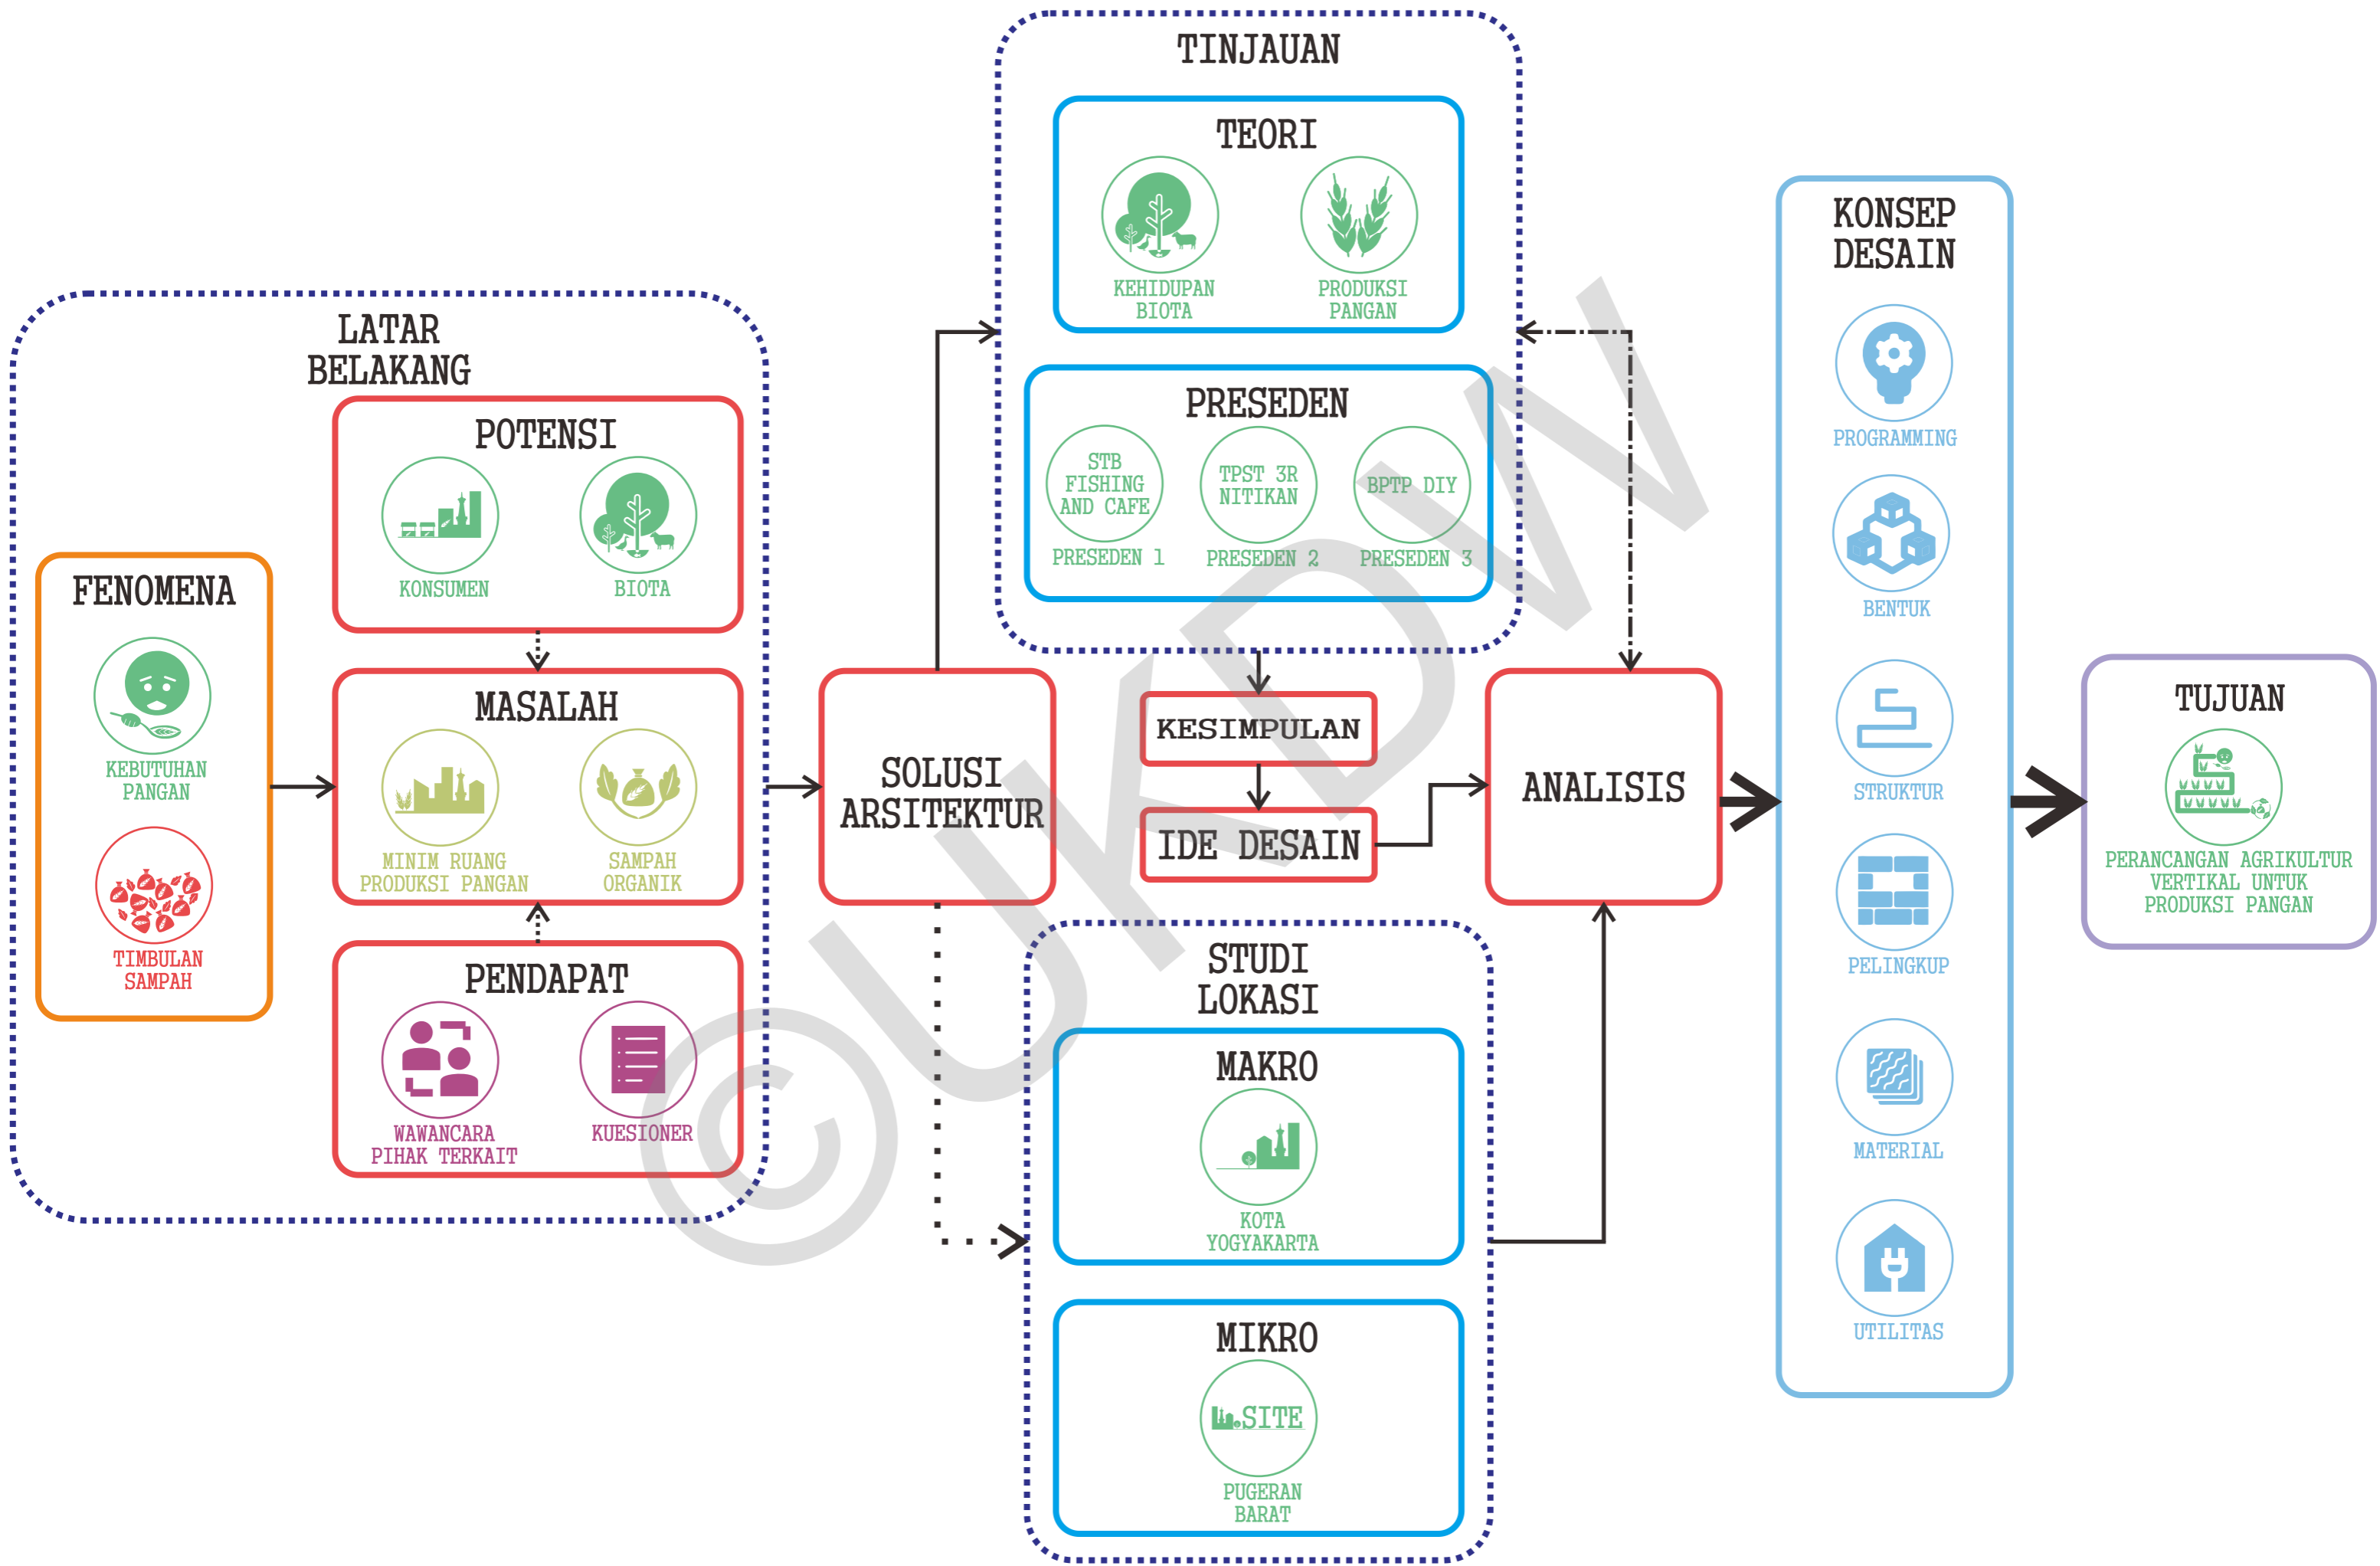 LATAR
BELAKANG
FENOMENA
KEBUTUHAN
PANGAN
TIMBULAN
SAMPAH
POTENSI
KONSUMEN
BIOTA
MASALAH
MINIM RUANG
PRODUKSI PANGAN
SAMPAH
ORGANIK
PENDAPAT
WAWANCARA
PIHAK TERKAIT
KUESIONER
SOLUSI
ARSITEKTUR
TINJAUAN
TEORI
KEHIDUPAN
BIOTA
PRODUKSI
PANGAN
PRESEDEN
STB
FISHING
AND CAFE
PRESEDEN 1
TPST 3R
NITIKAN
PRESEDEN 2
BPTP DIY
PRESEDEN 3
KESIMPULAN
IDE DESAIN
STUDI
LOKASI
MAKRO
KOTA
YOGYAKARTA
MIKRO
SITE
PUGERAN
BARAT
ANALISIS
KONSEP
DESAIN
PROGRAMMING
BENTUK
STRUKTUR
PELINGKUP
MATERIAL
UTILITAS
TUJUAN
PERANCANGAN AGRIKULTUR
VERTIKAL UNTUK
PRODUKSI PANGAN
©UKDW